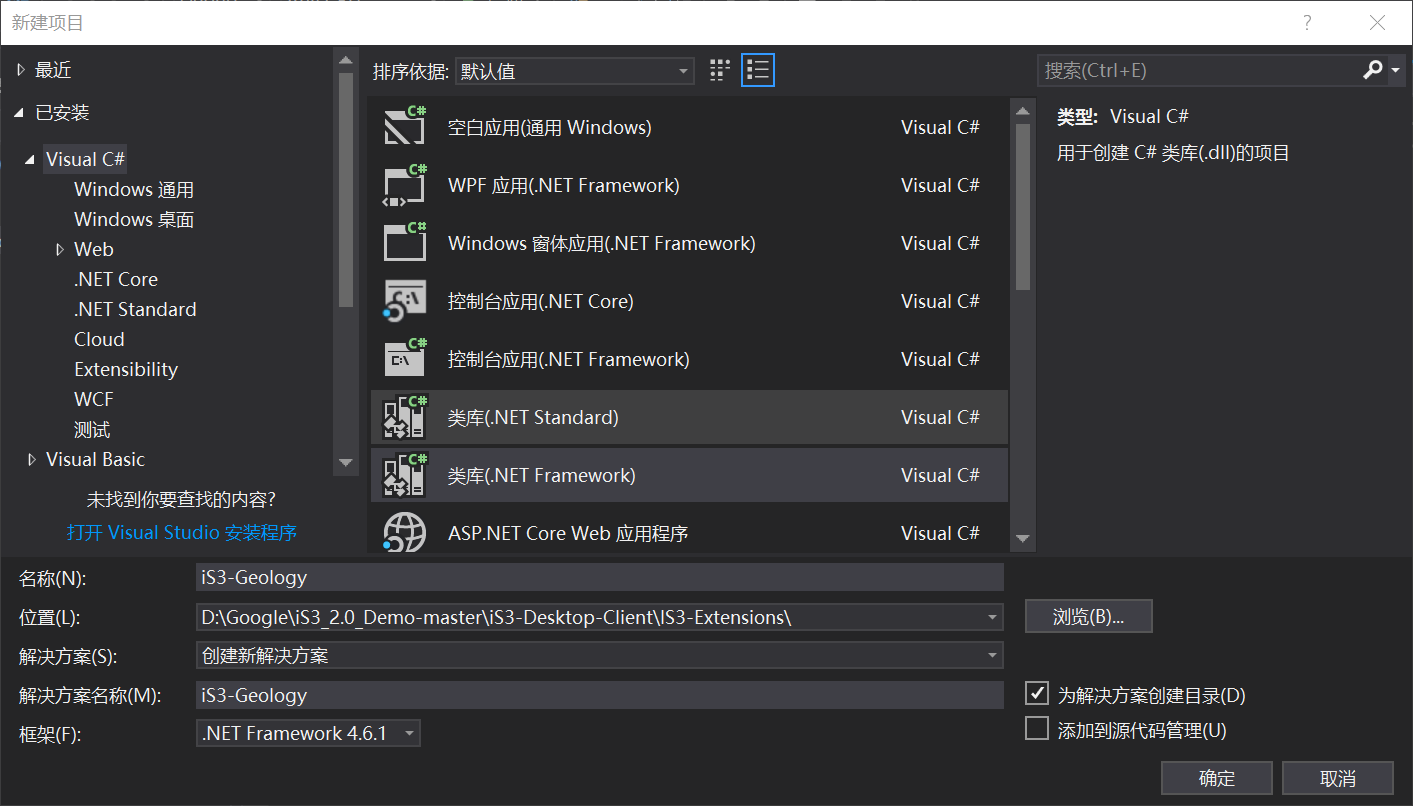 新建项目
?
最近
已安装
Visual C#
Windows 通用
Windows 桌面
Web
.NET Core
.NET Standard
Cloud
Extensibility
WCF
测试
Visual Basic
未找到你要查找的内容?
打开 Visual Studio 安装程序
排序依据: 默认值
C# 空白应用(通用 Windows) Visual C#
C# WPF 应用(.NET Framework) Visual C#
C# Windows 窗体应用(.NET Framework) Visual C#
控制台应用(.NET Core) Visual C#
C# 控制台应用(.NET Framework) Visual C#
C# 类库(.NET Standard) Visual C#
C# 类库(.NET Framework) Visual C#
ASP.NET Core Web 应用程序 Visual C#
搜索(Ctrl+E)
类型: Visual C#
用于创建 C# 类库(.dll)的项目
名称(N): iS3-Geology
位置(L): D:\Google\iS3_2.0_Demo-master\iS3-Desktop-Client\IS3-Extensions\ 浏览(B)...
解决方案(S): 创建新解决方案
解决方案名称(M): iS3-Geology
为解决方案创建目录(D)
框架(F): .NET Framework 4.6.1
添加到源代码管理(U)
确定 取消